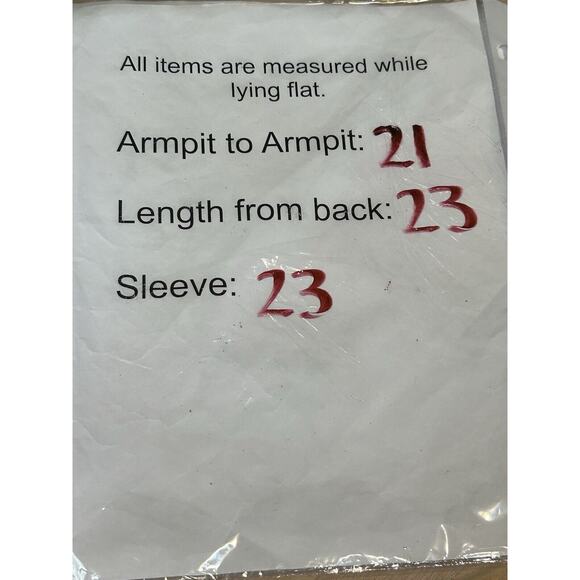 All items are measured while
lying flat.
Armpit to Armpit: 21
Length from back: 23
Sleeve: 23